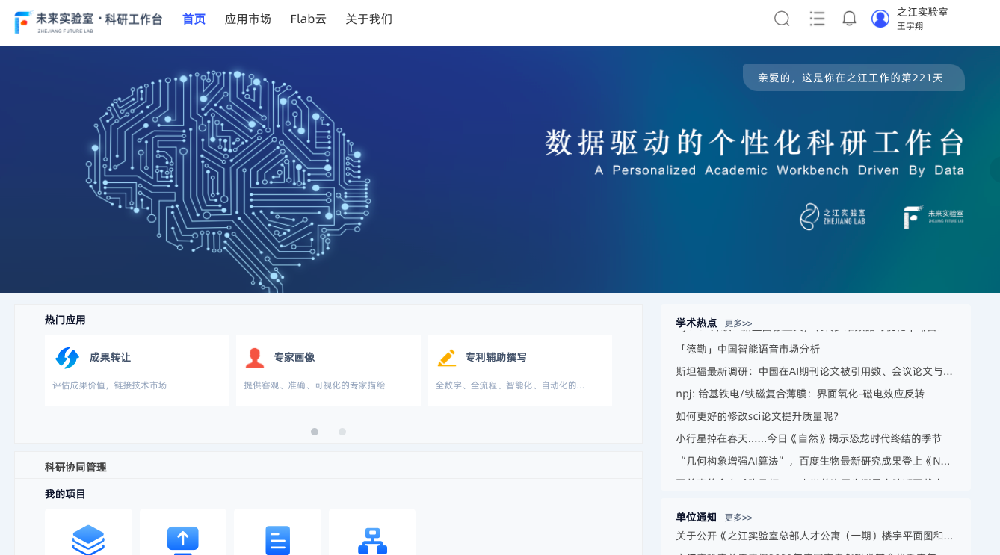 未来实验室·科研工作台
ZHEJIANG FUTURE LAB
首页
应用市场
Flab云
关于我们
之江实验室
王宇翔
亲爱的，这是你在之江工作的第221天
数据驱动的个性化科研工作台
A Personalized Academic Workbench Driven By Data
之江实验室
ZHEJIANG LAB
未来实验室
ZHEJIANG FUTURE LAB
热门应用
成果转让
评估成果价值，链接技术市场
专家画像
提供客观、准确、可视化的专家描绘
专利辅助撰写
全数字、全流程、智能化、自动化的...
科研协同管理
我的项目
学术热点 更多>>
「德勤」中国智能语音市场分析
斯坦福最新调研：中国在AI期刊论文被引用数、会议论文与...
npj: 铪基铁电/铁磁复合薄膜：界面氧化-磁电效应反转
如何更好的修改sci论文提升质量呢?
小行星掉在春天……今日《自然》揭示恐龙时代终结的季节
“几何构象增强AI算法”，百度生物最新研究成果登上《N...
单位通知 更多>>
关于公开《之江实验室总部人才公寓（一期）楼宇平面图和...